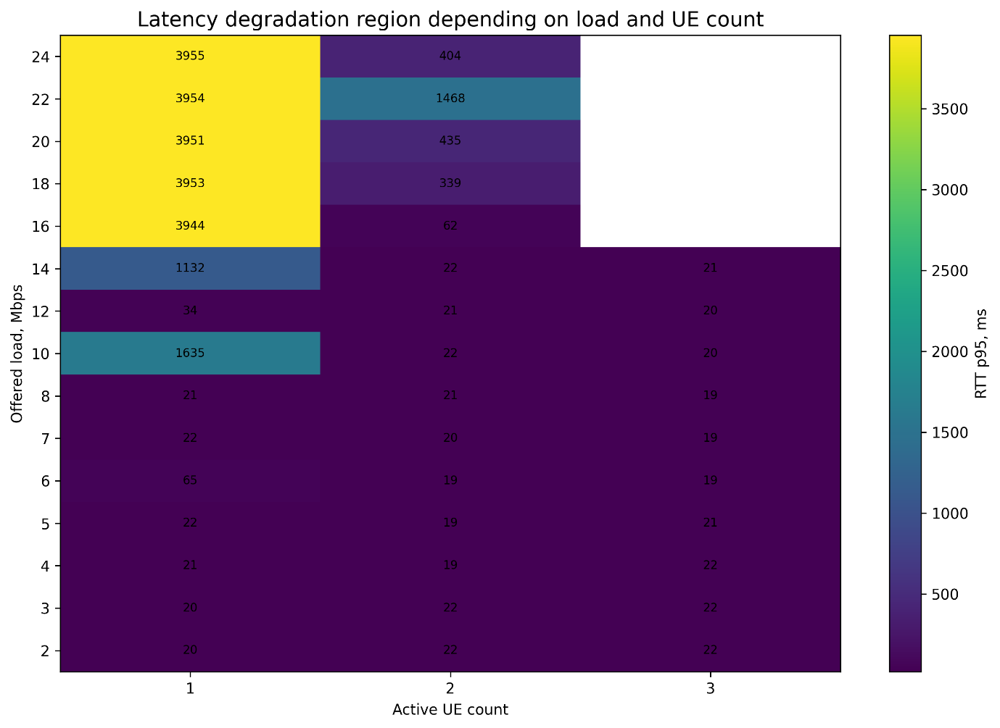 Latency degradation region depending on load and UE count
24 3955 404
22 3954 1468
20 3951 435
18 3953 339
16 3944 62
14 1132 22 21
12 34 21 20
10 1635 22 20
8 21 21 19
7 22 20 19
6 65 19 19
5 22 19 21
4 21 19 22
3 20 22 22
2 20 22 22
1 2 3
Active UE count
Offered load, Mbps
3500
3000
2500
2000
1500
1000
500
RTT p95, ms